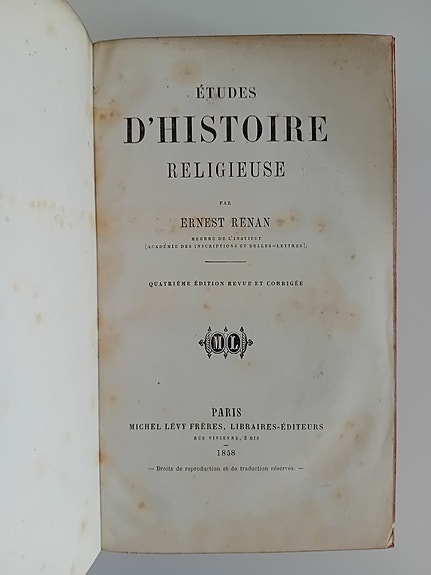 ÉTUDES
D'HISTOIRE
RELIGIEUSE
PAR
ERNEST RENAN
MEMBRE DE L'INSTITUT
(ACADÉMIE DES INSCRIPTIONS ET BELLES-LETTRES).
QUATRIÈME ÉDITION REVUE ET CORRIGÉE
M L
PARIS
MICHEL LÉVY FRÈRES, LIBRAIRES-ÉDITEURS
RUE VIVIENNE, 2 BIS
1858
— Droits de reproduction et de traduction réservés. —